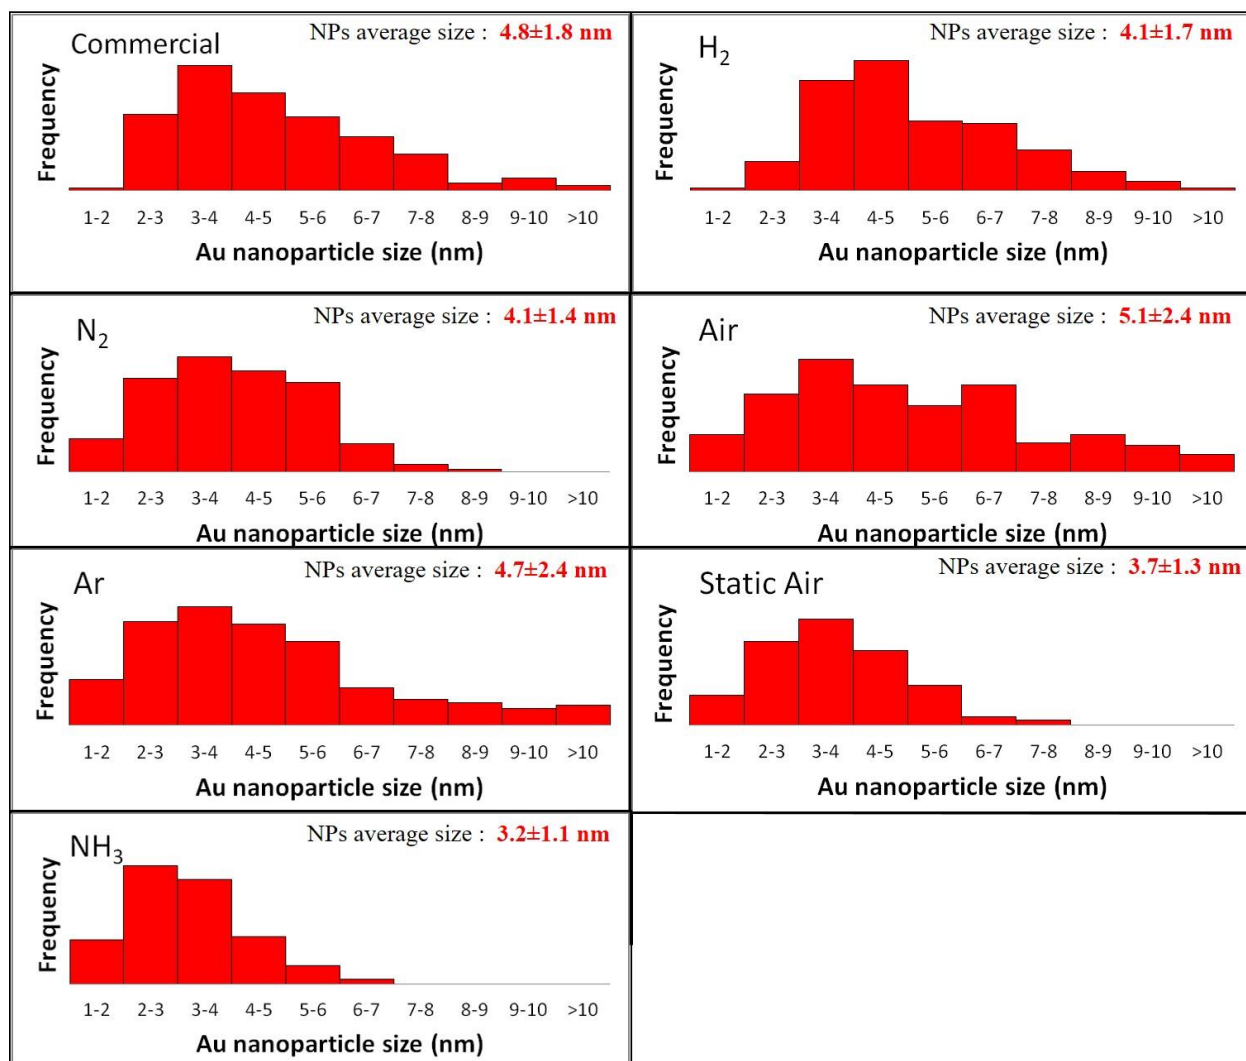 Commercial
NPs average size : 4.8±1.8 nm
Frequency
1-2 2-3 3-4 4-5 5-6 6-7 7-8 8-9 9-10 >10
Au nanoparticle size (nm)
H₂
NPs average size : 4.1±1.7 nm
Frequency
1-2 2-3 3-4 4-5 5-6 6-7 7-8 8-9 9-10 >10
Au nanoparticle size (nm)
N₂
NPs average size : 4.1±1.4 nm
Frequency
1-2 2-3 3-4 4-5 5-6 6-7 7-8 8-9 9-10 >10
Au nanoparticle size (nm)
Air
NPs average size : 5.1±2.4 nm
Frequency
1-2 2-3 3-4 4-5 5-6 6-7 7-8 8-9 9-10 >10
Au nanoparticle size (nm)
Ar
NPs average size : 4.7±2.4 nm
Frequency
1-2 2-3 3-4 4-5 5-6 6-7 7-8 8-9 9-10 >10
Au nanoparticle size (nm)
Static Air
NPs average size : 3.7±1.3 nm
Frequency
1-2 2-3 3-4 4-5 5-6 6-7 7-8 8-9 9-10 >10
Au nanoparticle size (nm)
NH₃
NPs average size : 3.2±1.1 nm
Frequency
1-2 2-3 3-4 4-5 5-6 6-7 7-8 8-9 9-10 >10
Au nanoparticle size (nm)